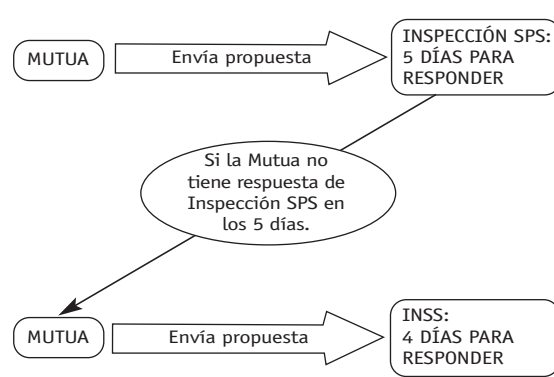 MUTUA
Envía propuesta
INSPECCIÓN SPS:
5 DÍAS PARA
RESPONDER
Si la Mutua no
tiene respuesta de
Inspección SPS en
los 5 días.
MUTUA
Envía propuesta
INSS:
4 DÍAS PARA
RESPONDER